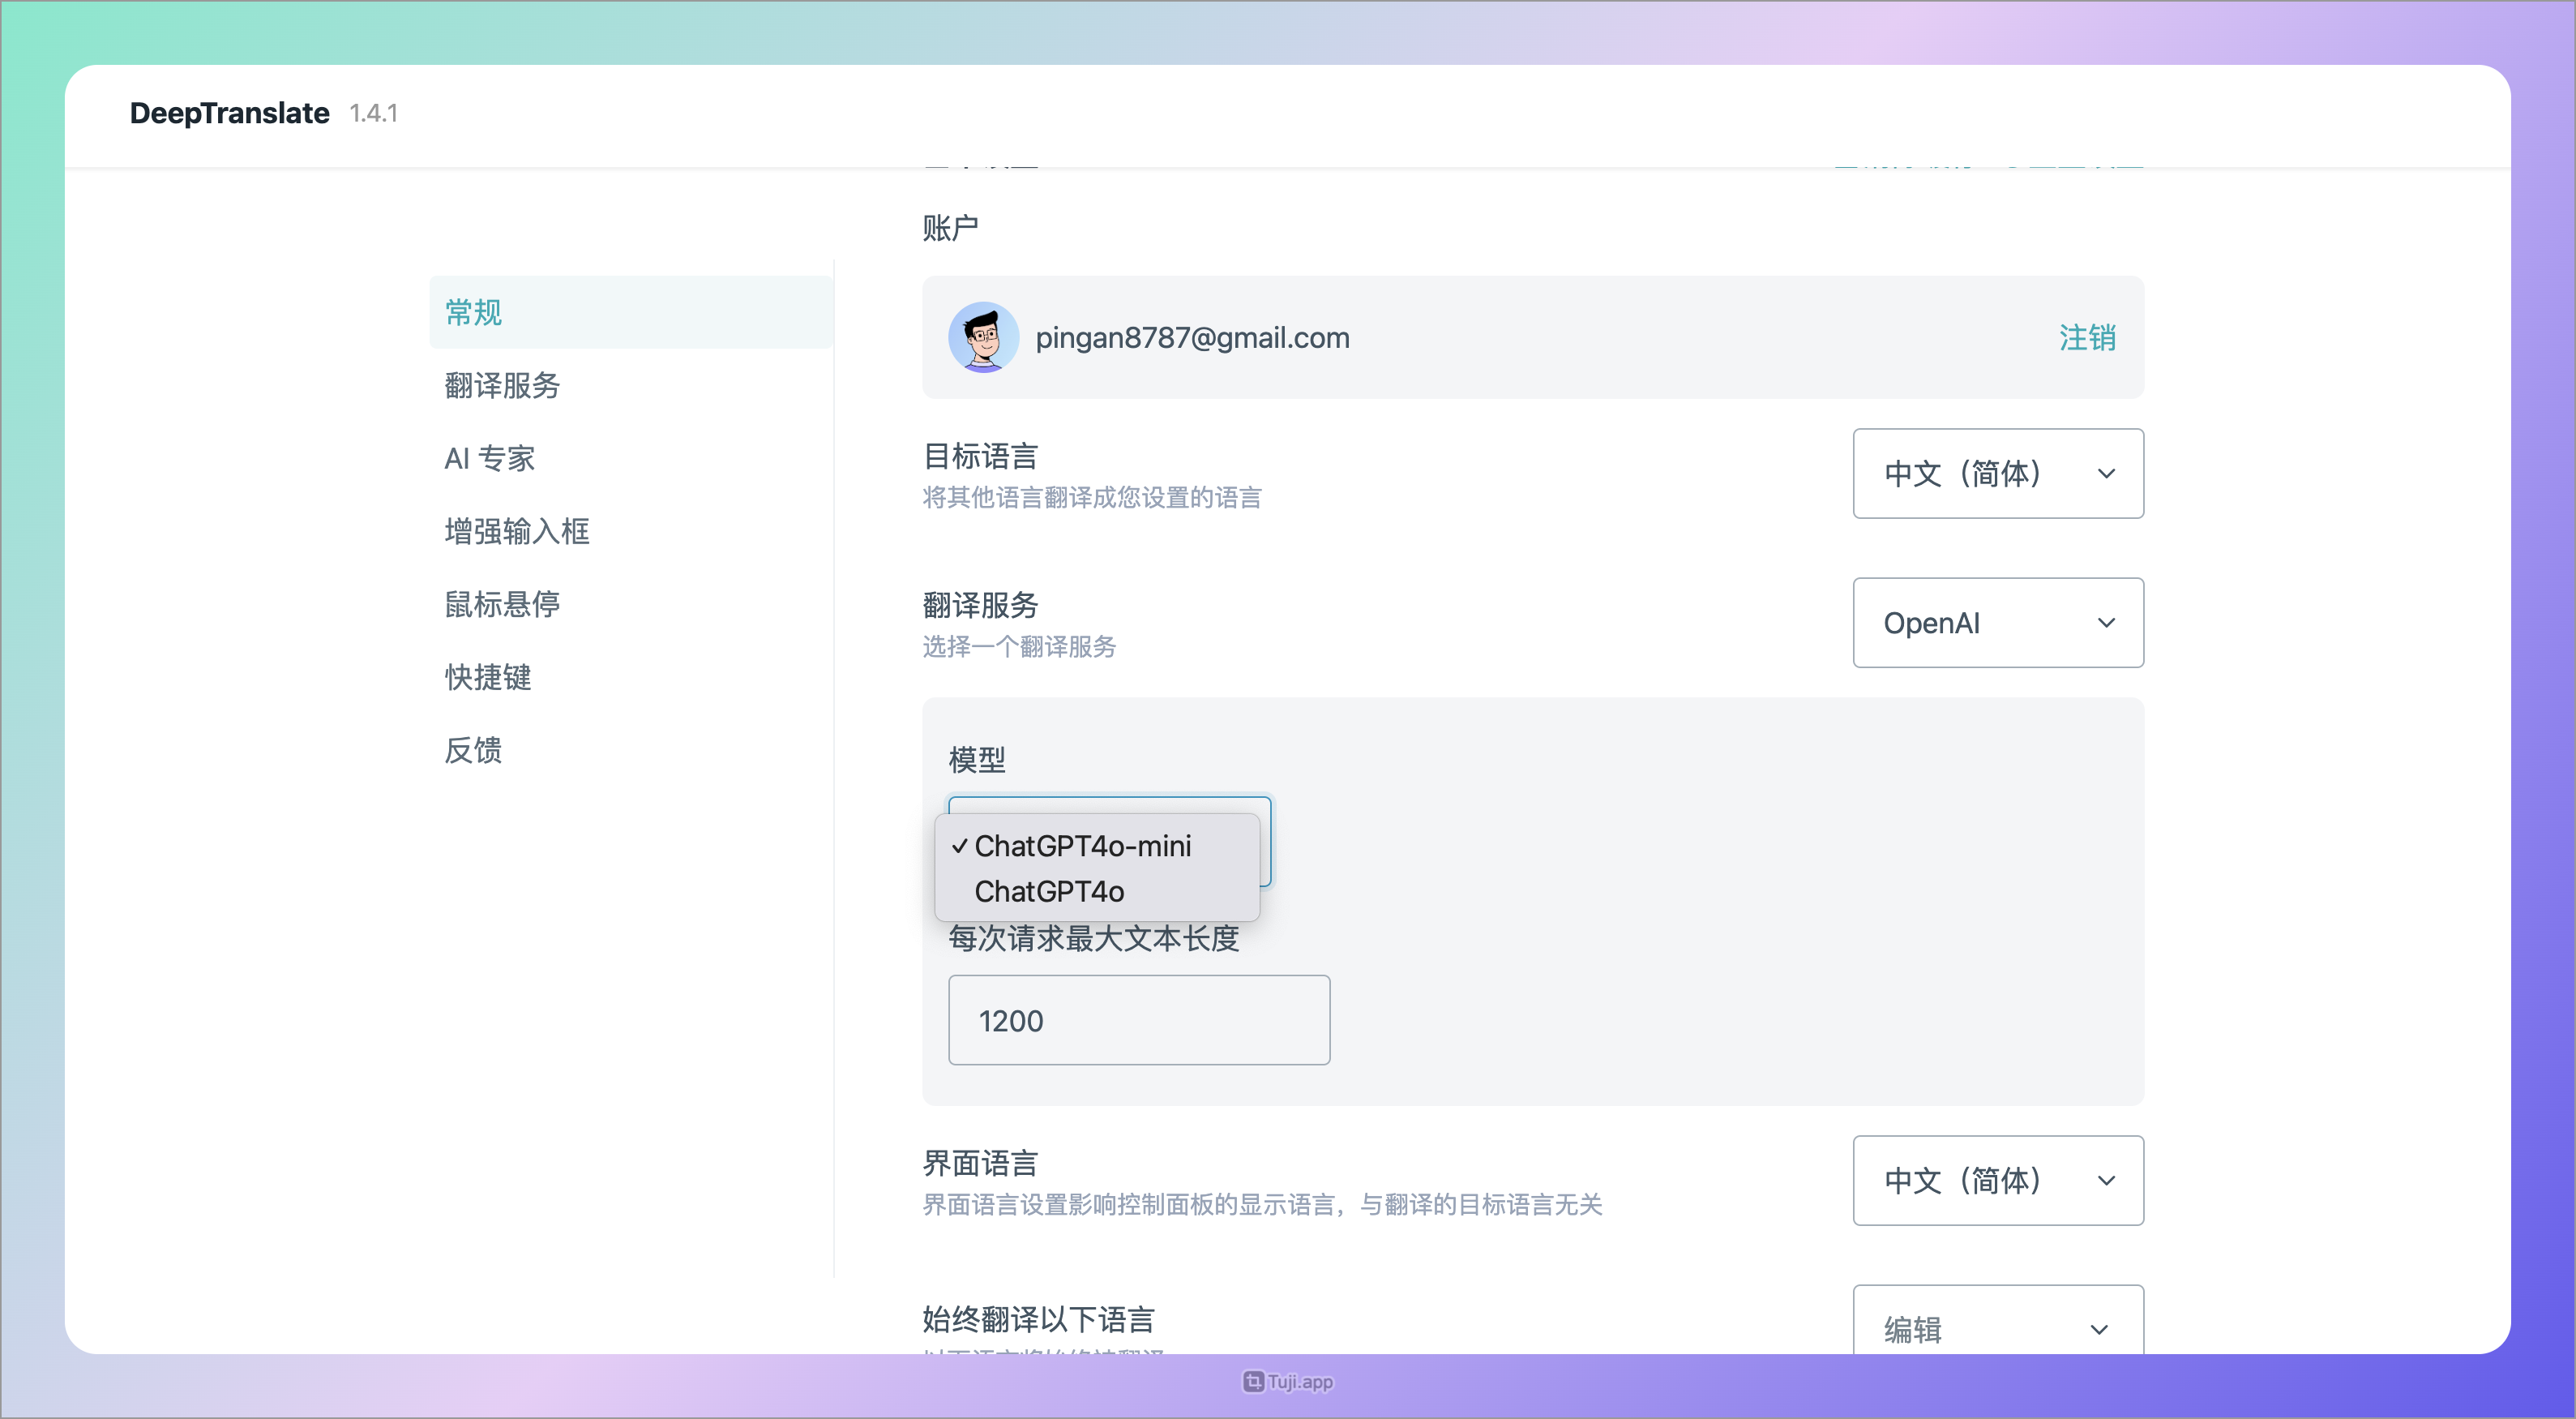 DeepTranslate 1.4.1
账户
常规
pingan8787@gmail.com 注销
翻译服务
AI 专家
增强输入框
鼠标悬停
快捷键
反馈
目标语言
将其他语言翻译成您设置的语言
中文（简体）
翻译服务
选择一个翻译服务
OpenAI
模型
✓ ChatGPT4o-mini
ChatGPT4o
每次请求最大文本长度
1200
界面语言
界面语言设置影响控制面板的显示语言，与翻译的目标语言无关
中文（简体）
始终翻译以下语言
编辑
Tuji.app